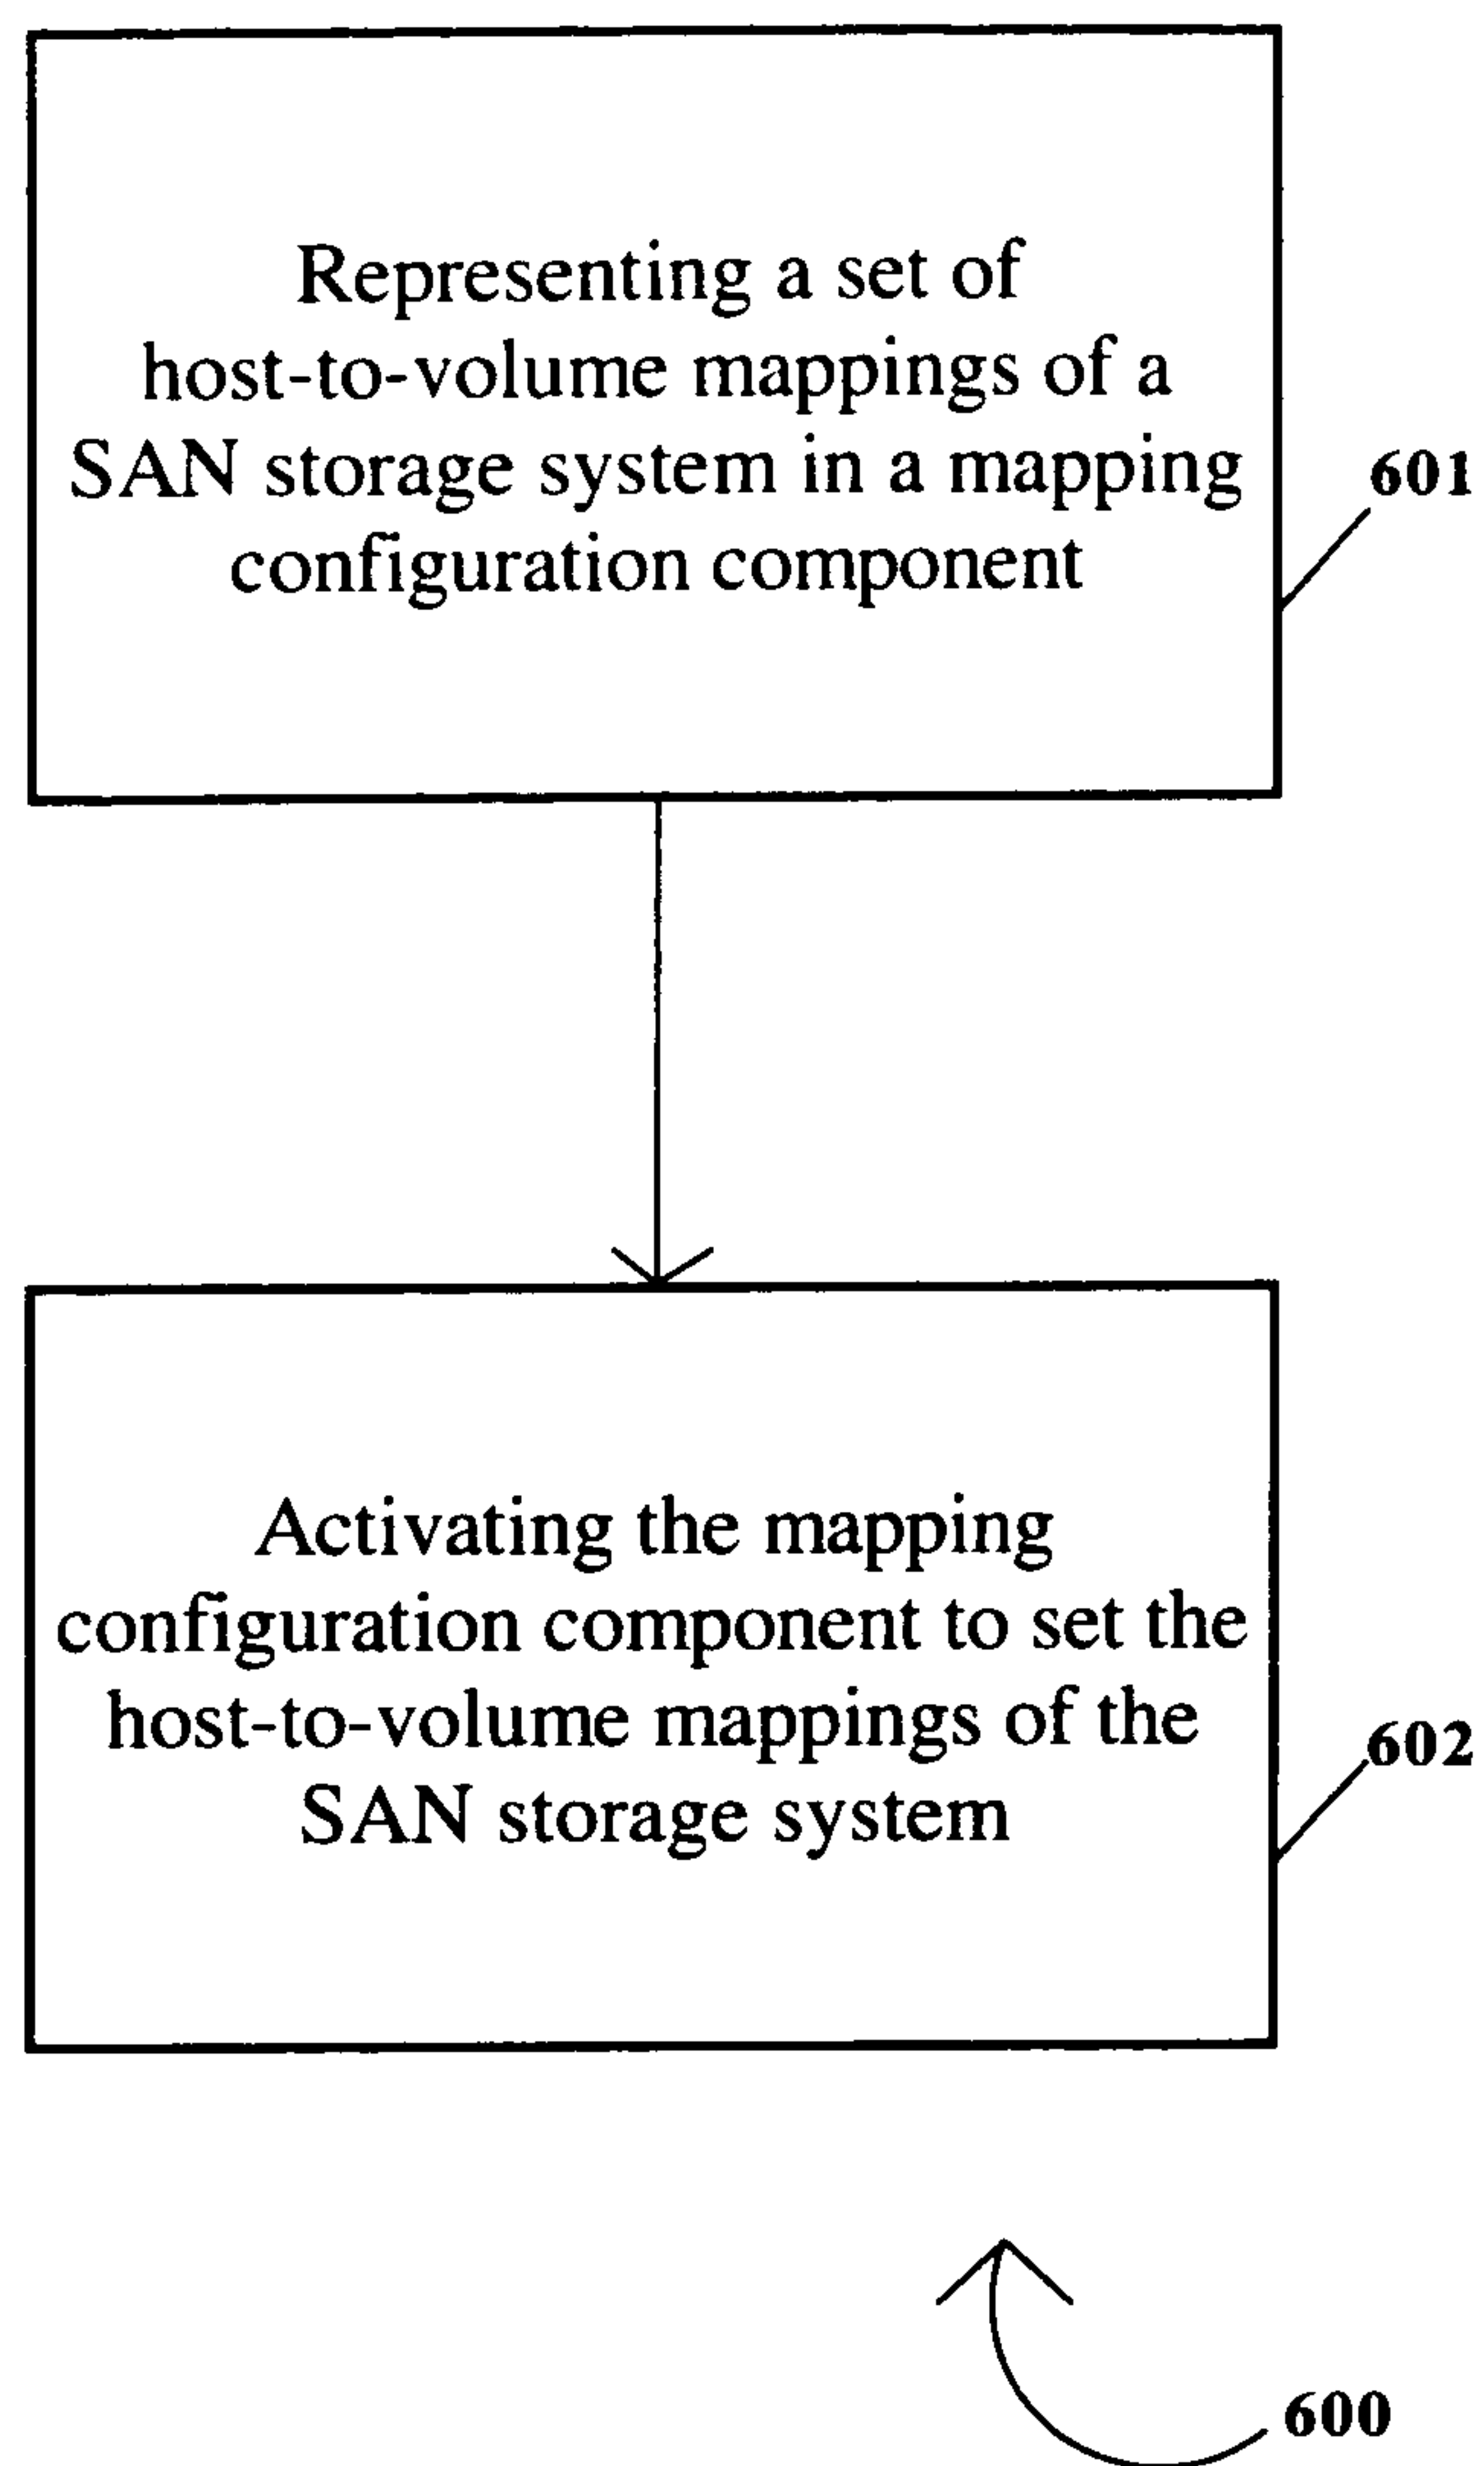 Representing a set of
host-to-volume mappings of a
SAN storage system in a mapping
configuration component
601
Activating the mapping
configuration component to set the
host-to-volume mappings of the
SAN storage system
602
600